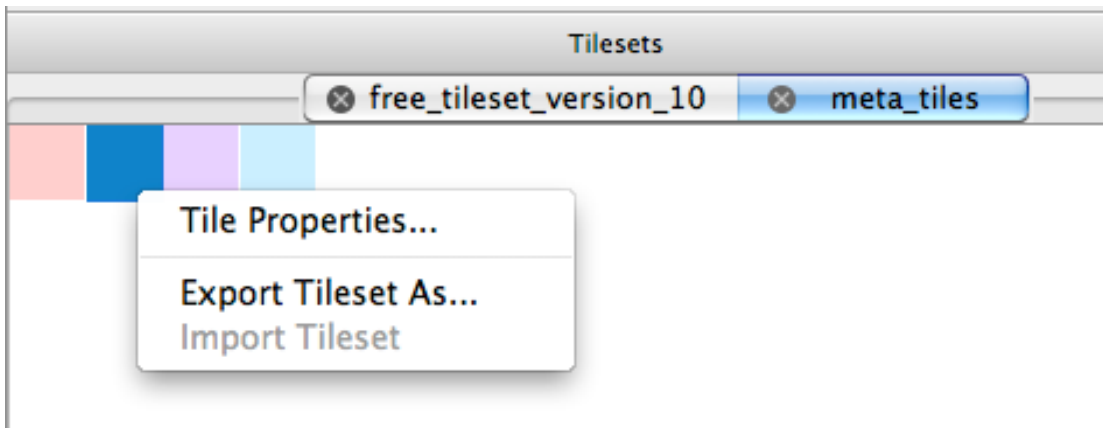 Tilesets
free_tileset_version_10 meta_tiles
Tile Properties...
Export Tileset As...
Import Tileset